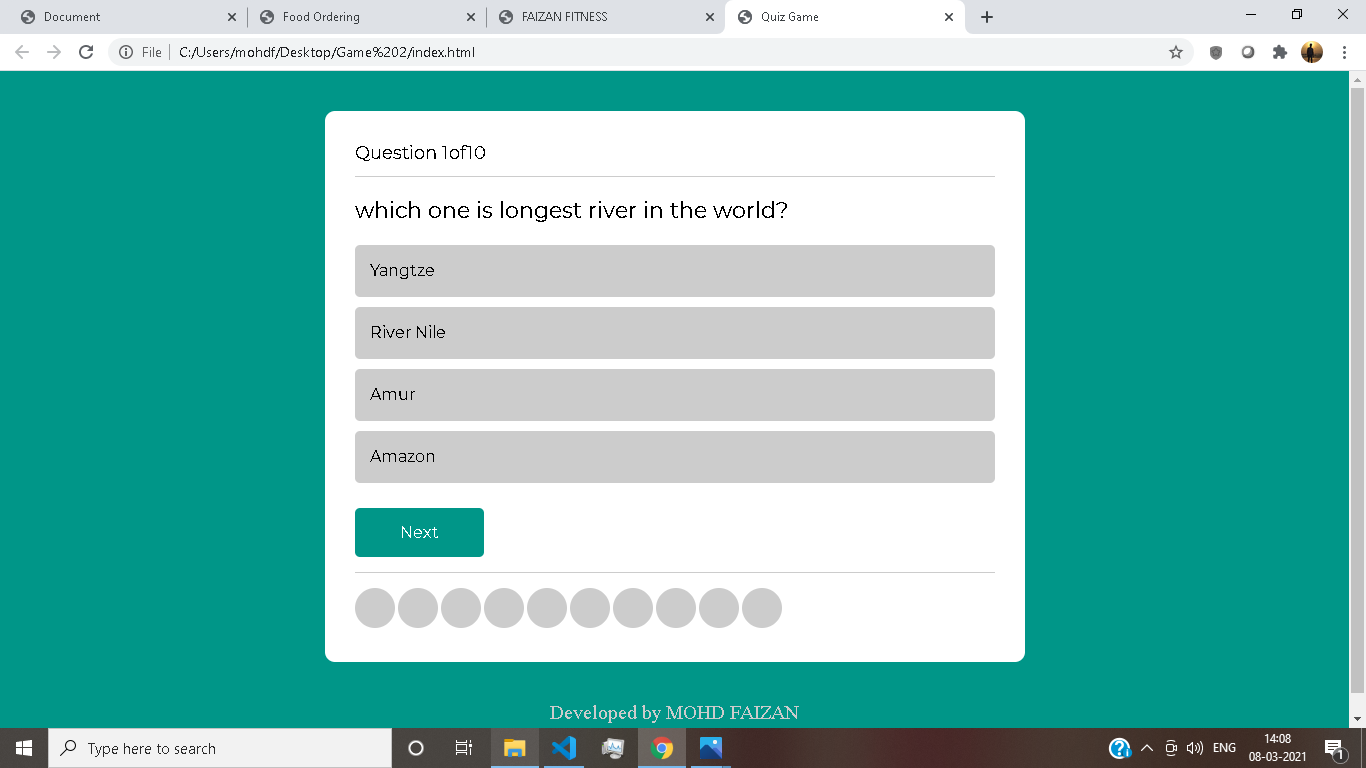 Document
Food Ordering
FAIZAN FITNESS
Quiz Game
File
C:/Users/mohdf/Desktop/Game%202/index.html
Question 1of10
which one is longest river in the world?
Yangtze
River Nile
Amur
Amazon
Next
Developed by MOHD FAIZAN
Type here to search
ENG
14:08
08-03-2021
1